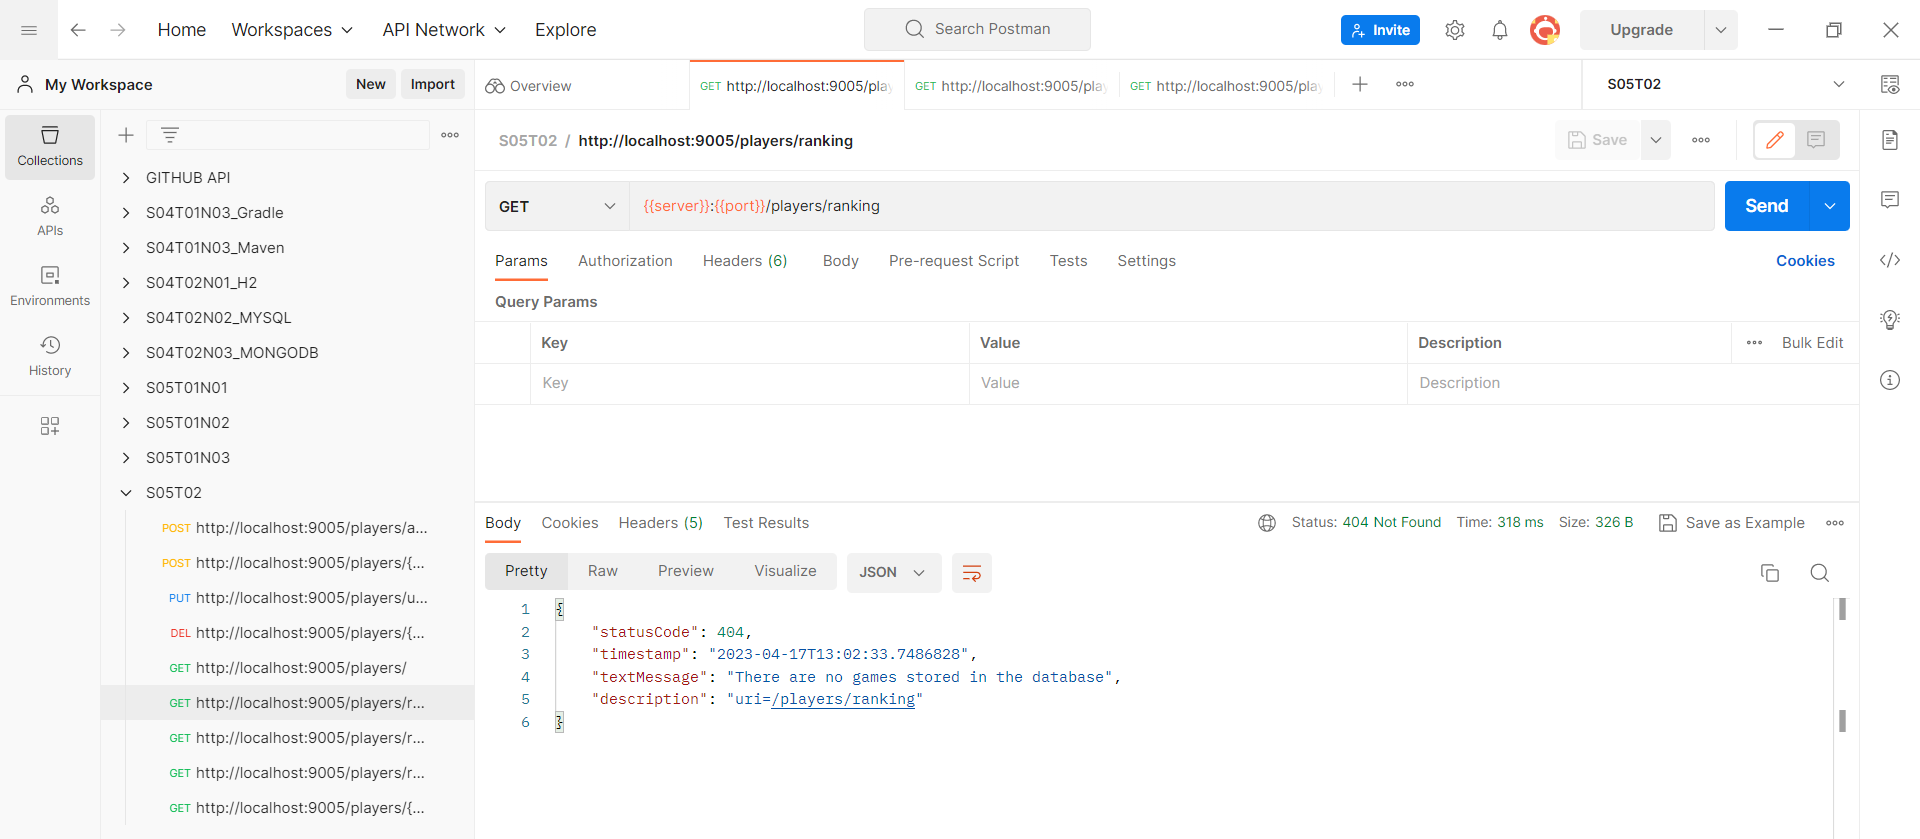 Home Workspaces API Network Explore Search Postman Invite Upgrade
My Workspace New Import
Overview GET http://localhost:9005/pla GET http://localhost:9005/pla GET http://localhost:9005/pla S05T02
Collections
APIs
Environments
History
GITHUB API
S04T01N03_Gradle
S04T01N03_Maven
S04T02N01_H2
S04T02N02_MYSQL
S04T02N03_MONGODB
S05T01N01
S05T01N02
S05T01N03
S05T02
POST http://localhost:9005/players/a...
POST http://localhost:9005/players/{...
PUT http://localhost:9005/players/u...
DEL http://localhost:9005/players/{...
GET http://localhost:9005/players/
GET http://localhost:9005/players/r...
GET http://localhost:9005/players/r...
GET http://localhost:9005/players/r...
GET http://localhost:9005/players/{...
S05T02 / http://localhost:9005/players/ranking Save
GET {{server}}:{{port}}/players/ranking Send
Params Authorization Headers (6) Body Pre-request Script Tests Settings Cookies
Query Params
Key Value Description Bulk Edit
Key Value Description
Body Cookies Headers (5) Test Results Status: 404 Not Found Time: 318 ms Size: 326 B Save as Example
Pretty Raw Preview Visualize JSON
1 {
2 "statusCode": 404,
3 "timestamp": "2023-04-17T13:02:33.7486828",
4 "textMessage": "There are no games stored in the database",
5 "description": "uri=/players/ranking"
6 }